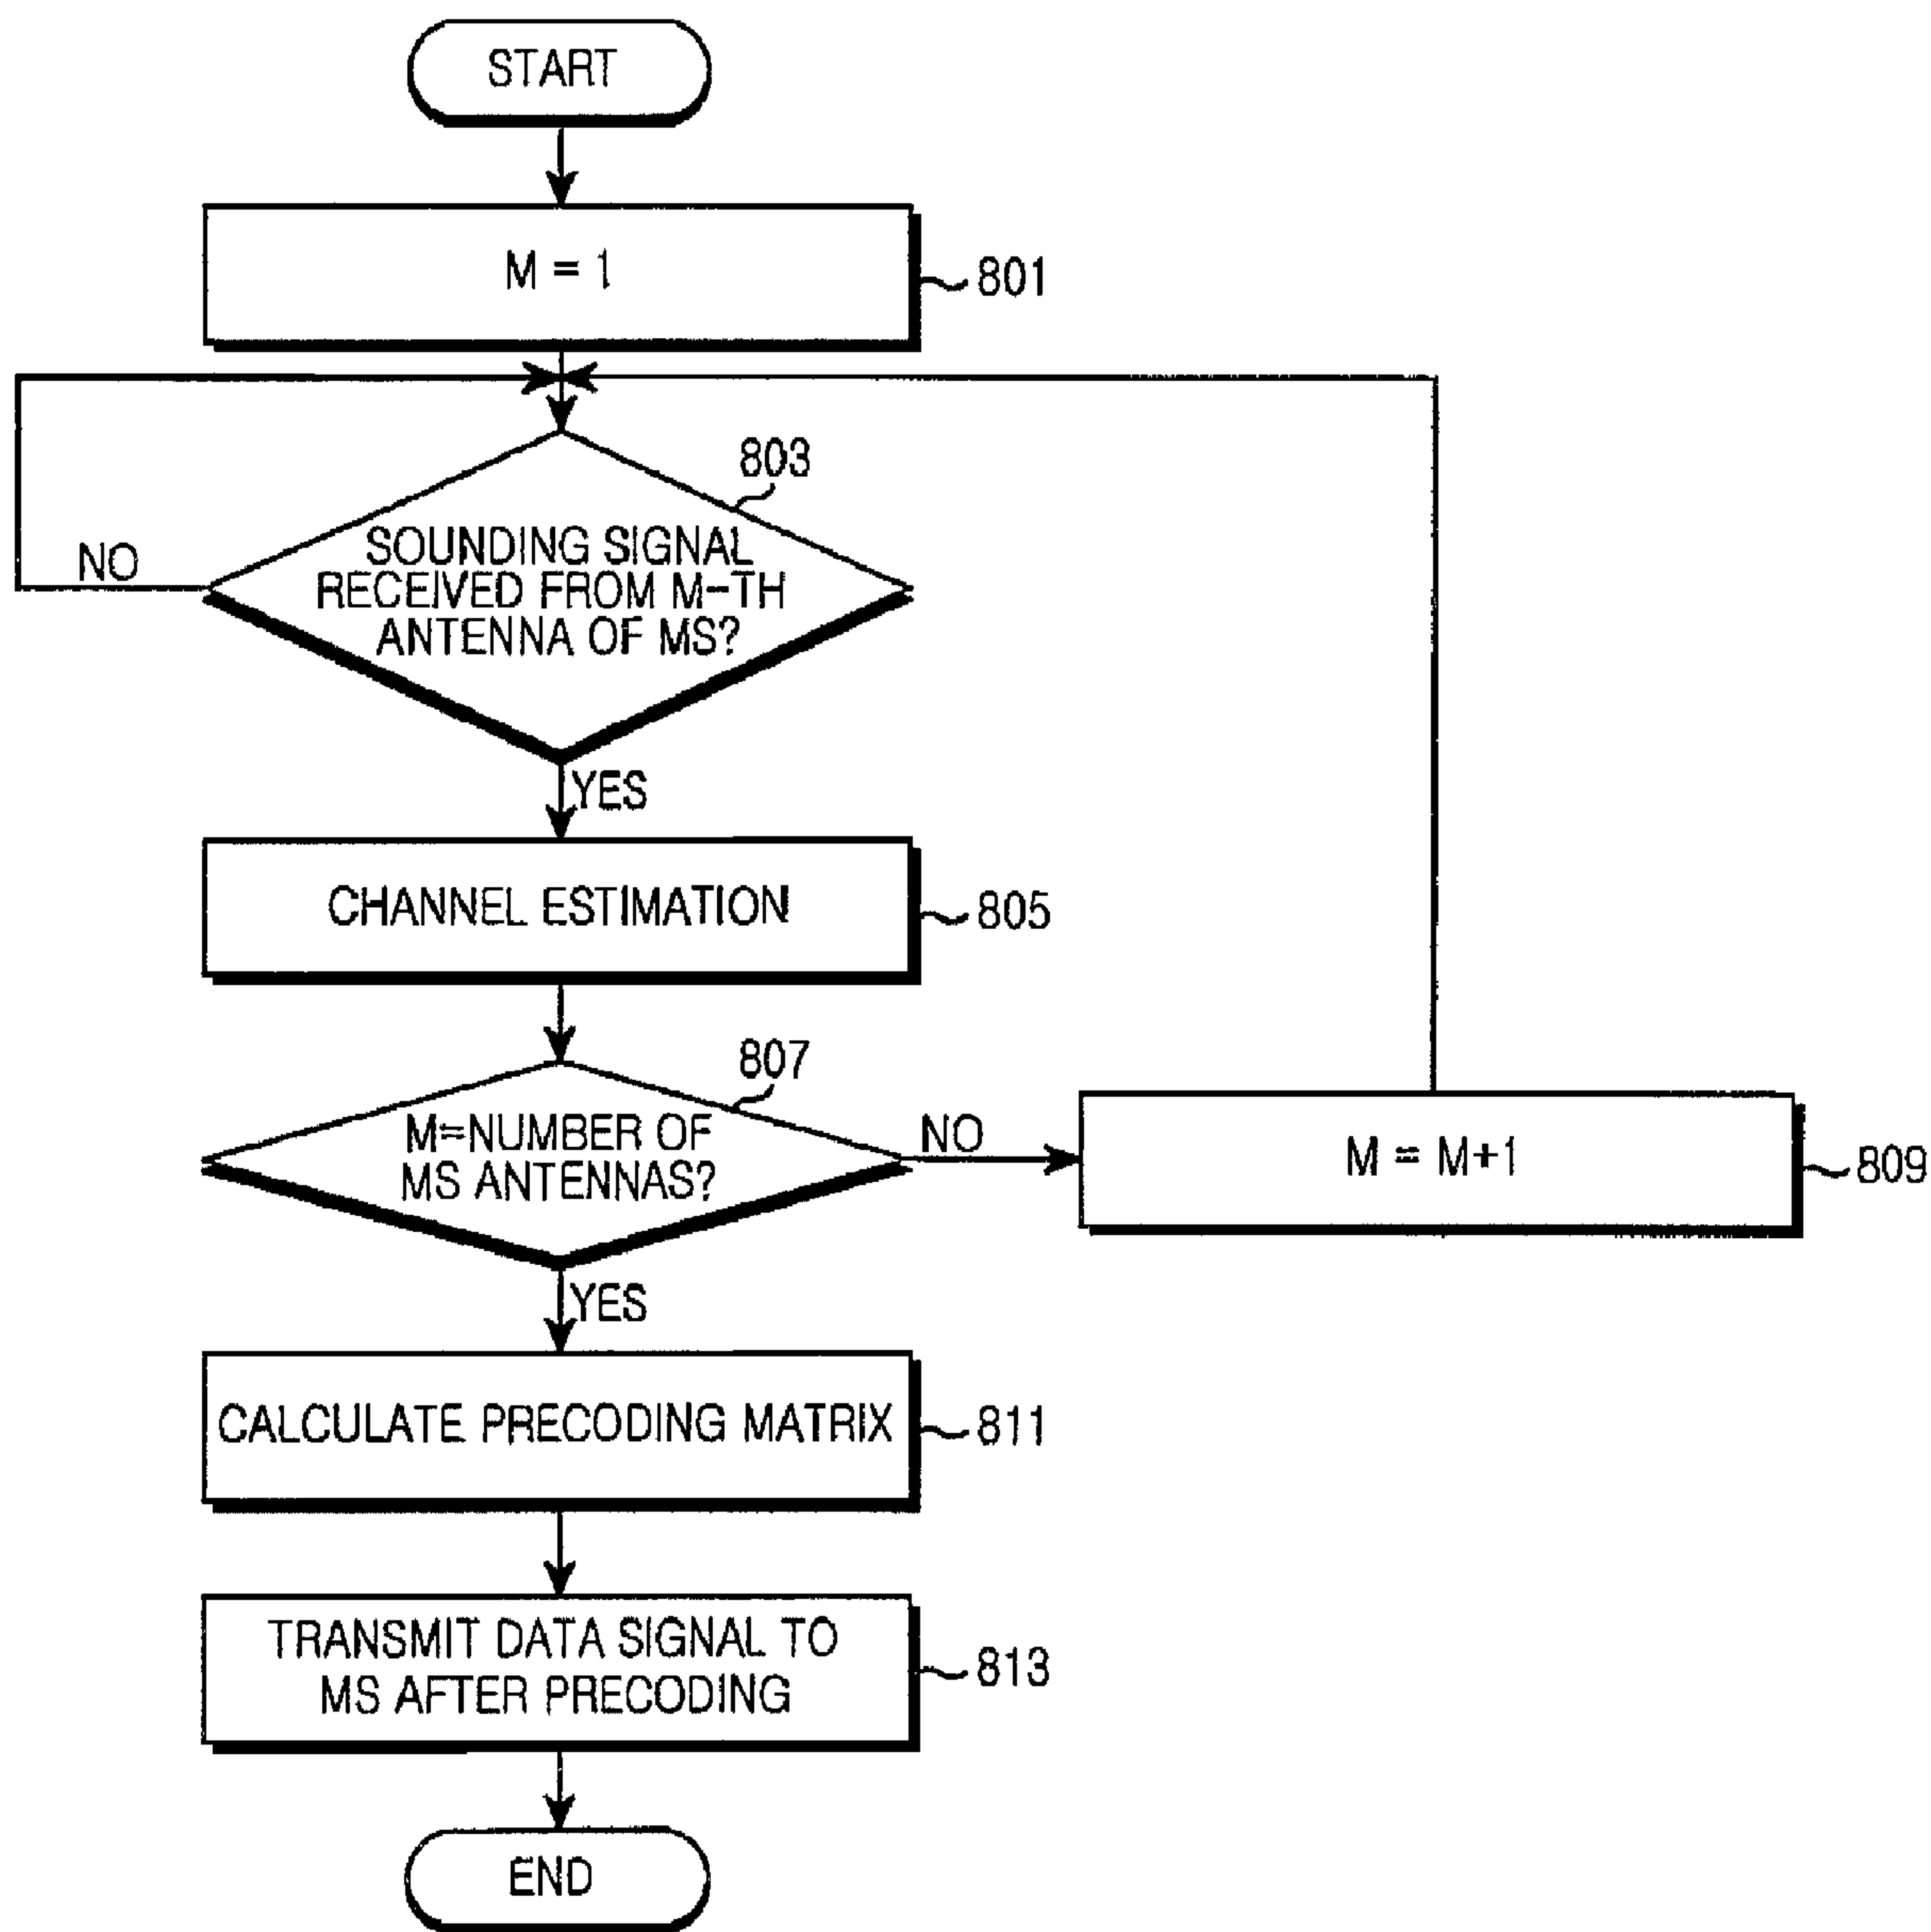 START
M = 1
801
803
SOUNDING SIGNAL
RECEIVED FROM M-TH
ANTENNA OF MS?
NO
YES
CHANNEL ESTIMATION
805
807
M=NUMBER OF
MS ANTENNAS?
NO
M = M+1
809
YES
CALCULATE PRECODING MATRIX
811
TRANSMIT DATA SIGNAL TO
MS AFTER PRECODING
813
END